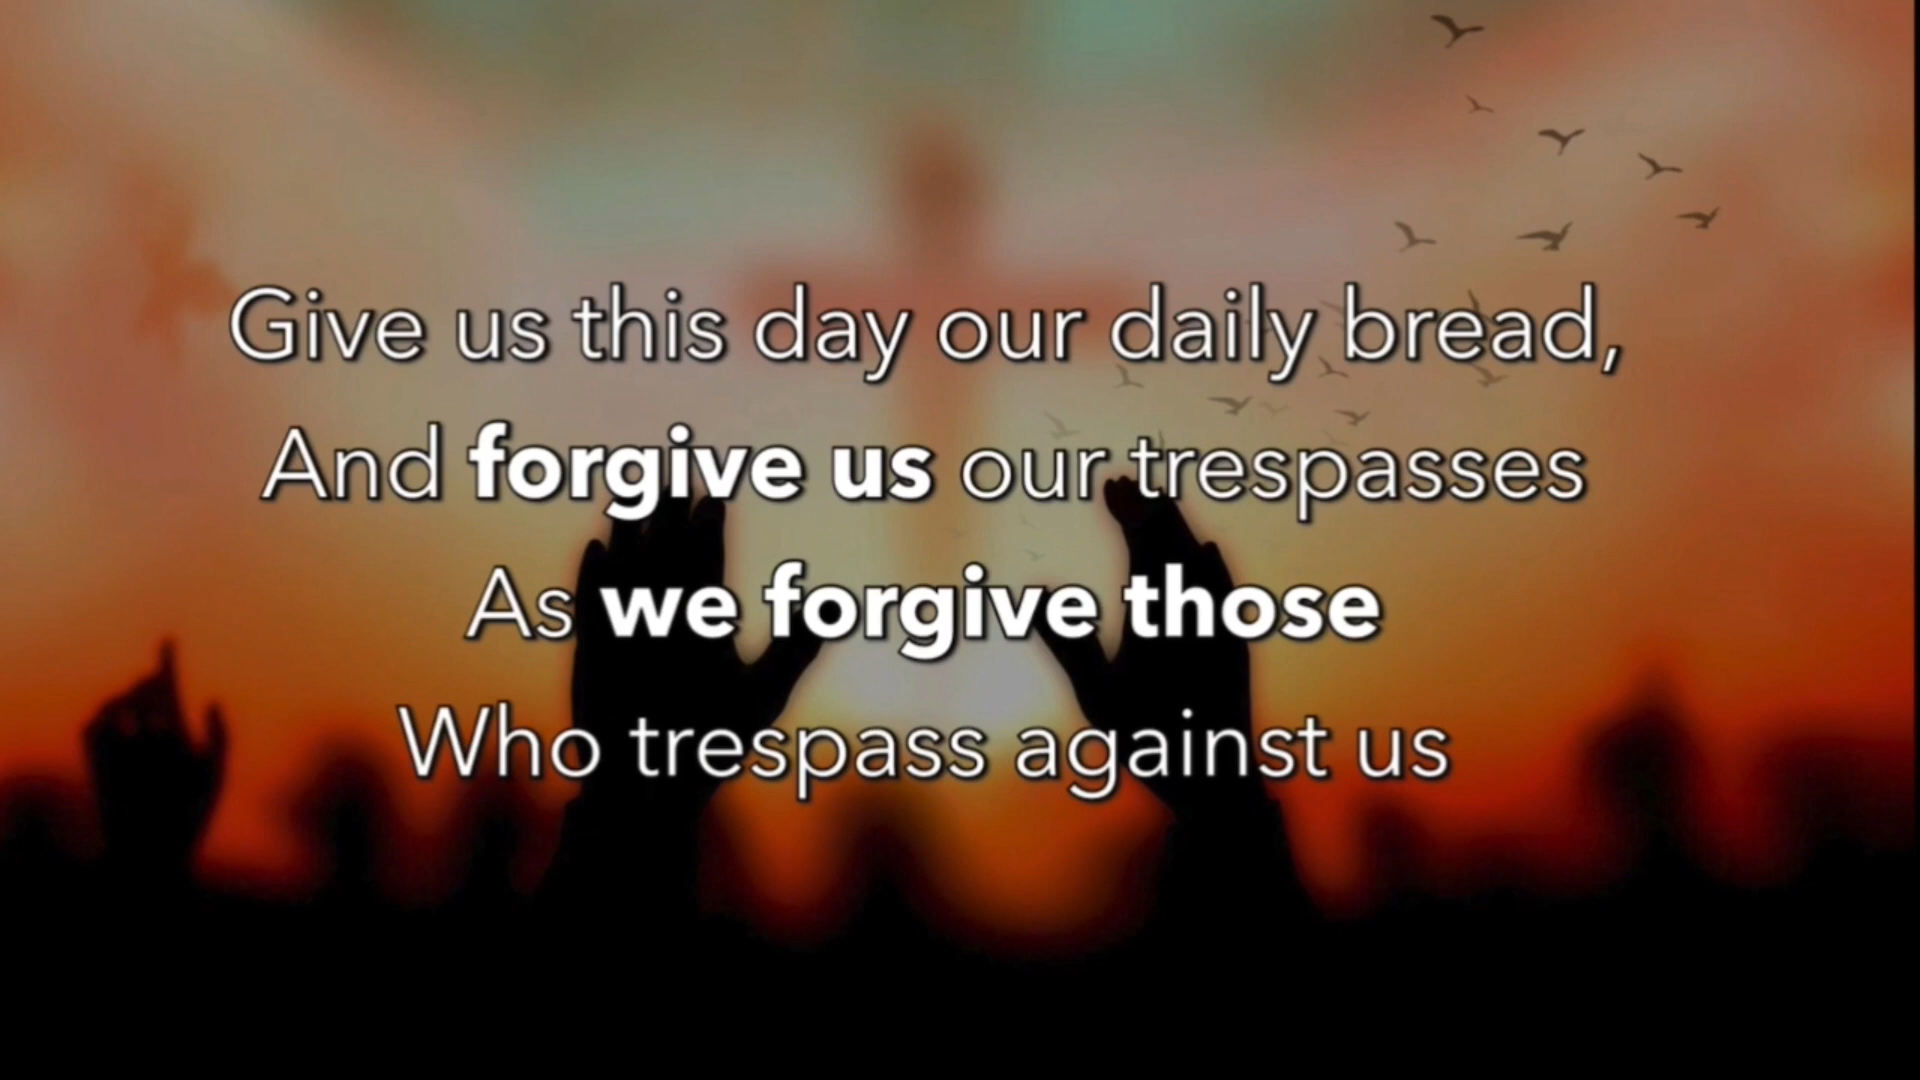 Give us this day our daily bread,
And forgive us our trespasses
As we forgive those
Who trespass against us